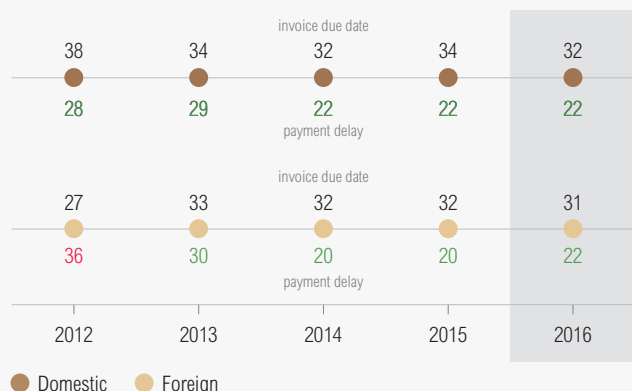 invoice due date
38 34 32 34 32
28 29 22 22 22
payment delay
invoice due date
27 33 32 32 31
36 30 20 20 22
payment delay
2012 2013 2014 2015 2016
Domestic Foreign